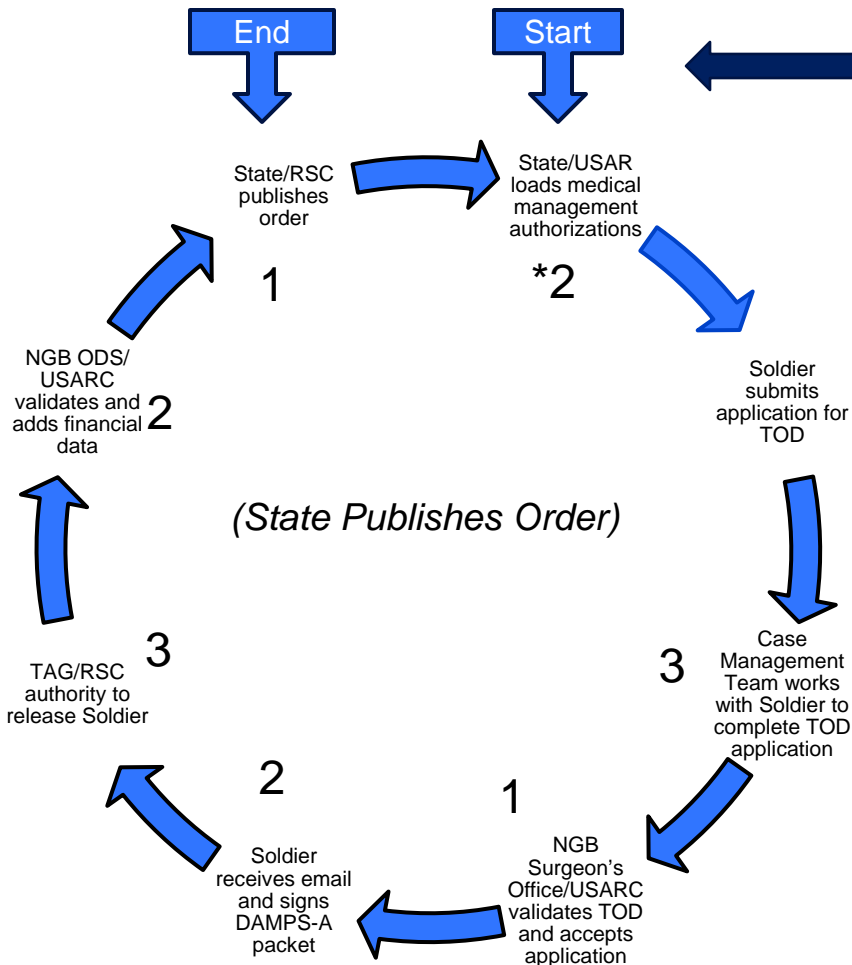 End
Start
State/RSC
publishes
order
1
State/USAR
loads medical
management
authorizations
*2
Soldier
submits
application for
TOD
Case
Management
Team works
with Soldier to
complete TOD
application
3
NGB
Surgeon's
Office/USARC
validates TOD
and accepts
application
1
Soldier
receives email
and signs
DAMPS-A
packet
2
TAG/RSC
authority to
release Soldier
3
NGB ODS/
USARC
validates and
adds financial
data
2
(State Publishes Order)